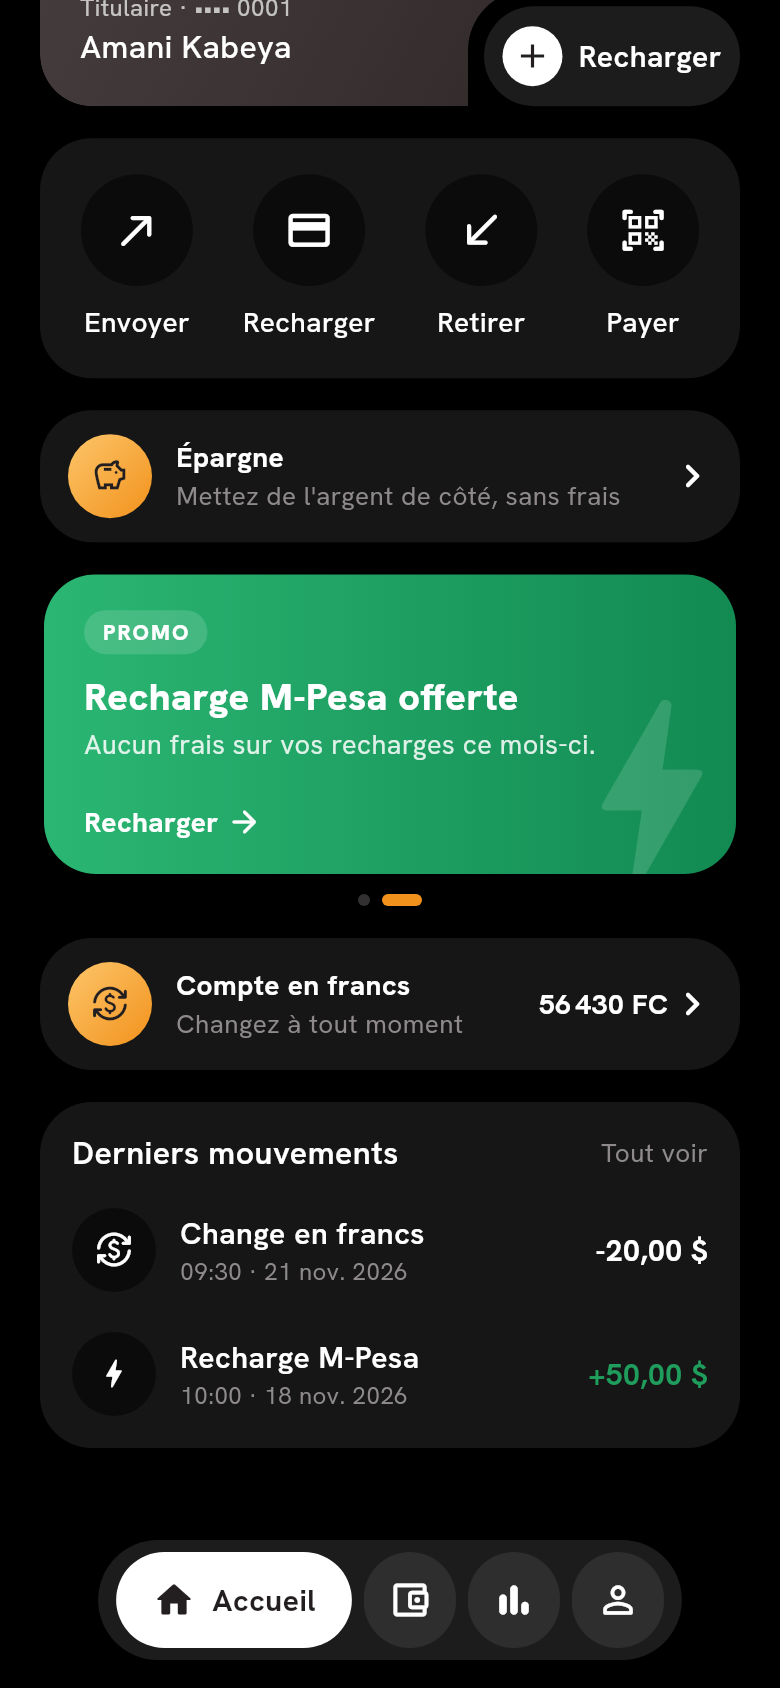 Titulaire · ▪▪▪▪ 0001
Amani Kabeya
Recharger
Envoyer
Recharger
Retirer
Payer
Épargne
Mettez de l'argent de côté, sans frais
PROMO
Recharge M-Pesa offerte
Aucun frais sur vos recharges ce mois-ci.
Recharger →
Compte en francs
Changez à tout moment
56 430 FC
Derniers mouvements
Tout voir
Change en francs
09:30 · 21 nov. 2026
-20,00 $
Recharge M-Pesa
10:00 · 18 nov. 2026
+50,00 $
Accueil